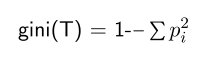 gini(T) = 1-– ∑ p_i^2